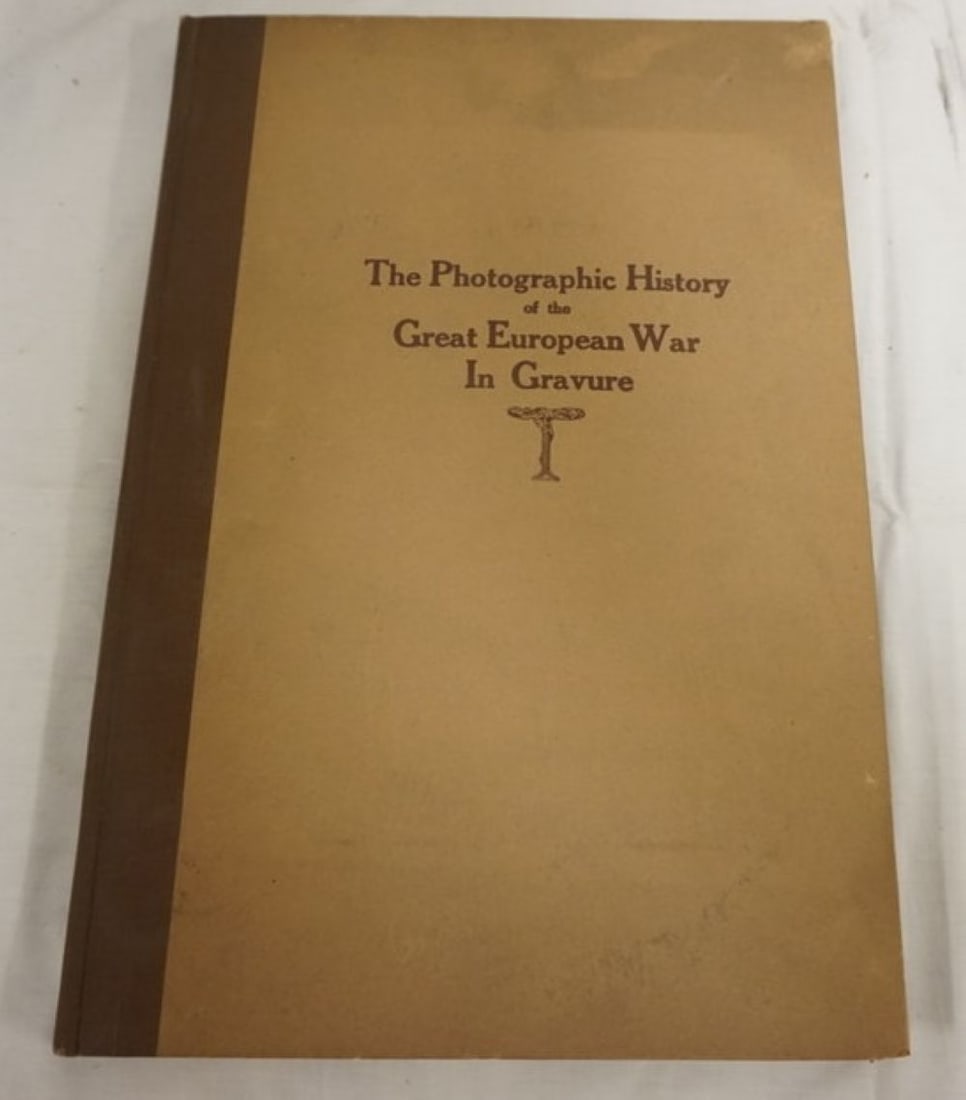 The Photographic History
of the
Great European War
In Gravure